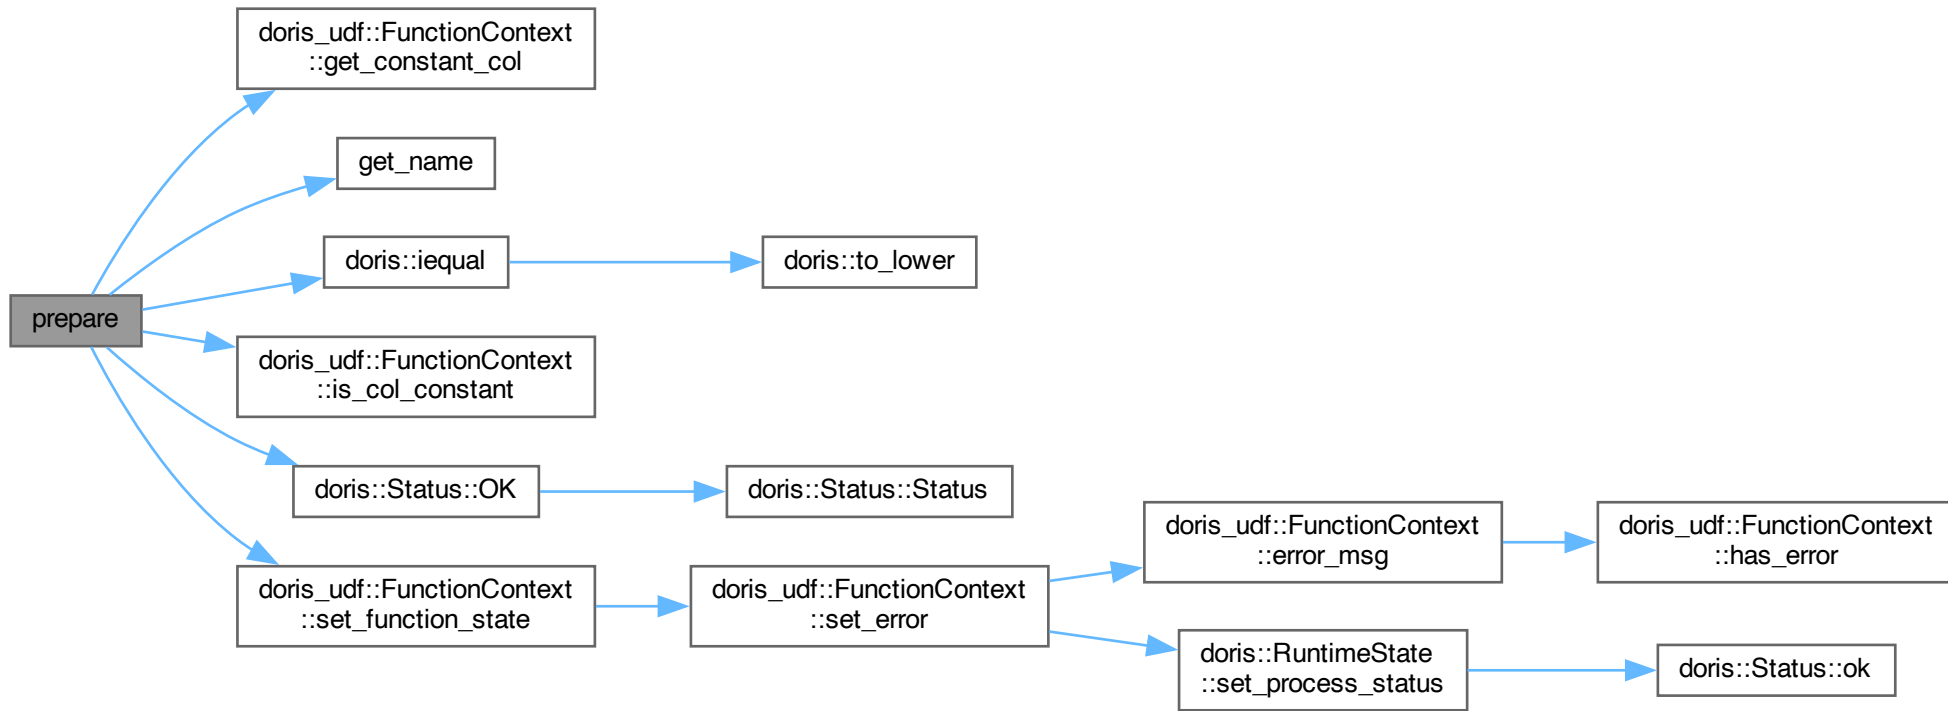 doris_udf::FunctionContext
::get_constant_col
get_name
doris::iequal
doris::to_lower
prepare
doris_udf::FunctionContext
::is_col_constant
doris::Status::OK
doris::Status::Status
doris_udf::FunctionContext
::set_function_state
doris_udf::FunctionContext
::set_error
doris_udf::FunctionContext
::error_msg
doris_udf::FunctionContext
::has_error
doris::RuntimeState
::set_process_status
doris::Status::ok